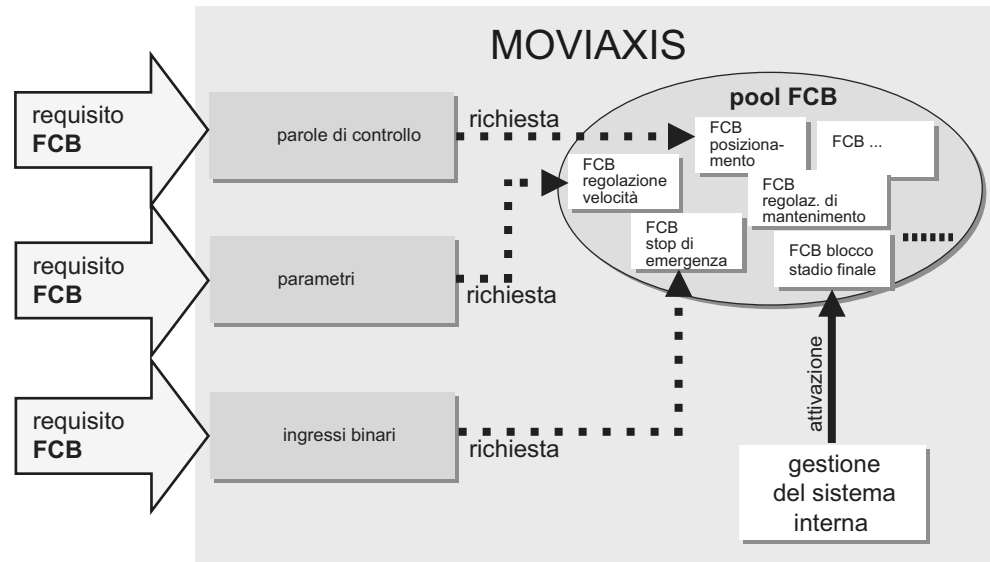 MOVIAXIS
requisito
FCB
parole di controllo
richiesta
pool FCB
FCB
posiziona-
mento
FCB ...
FCB
regolazione
velocità
FCB
regolaz. di
mantenimento
FCB
stop di
emergenza
FCB blocco
stadio finale
requisito
FCB
parametri
richiesta
attivazione
requisito
FCB
ingressi binari
richiesta
gestione
del sistema
interna